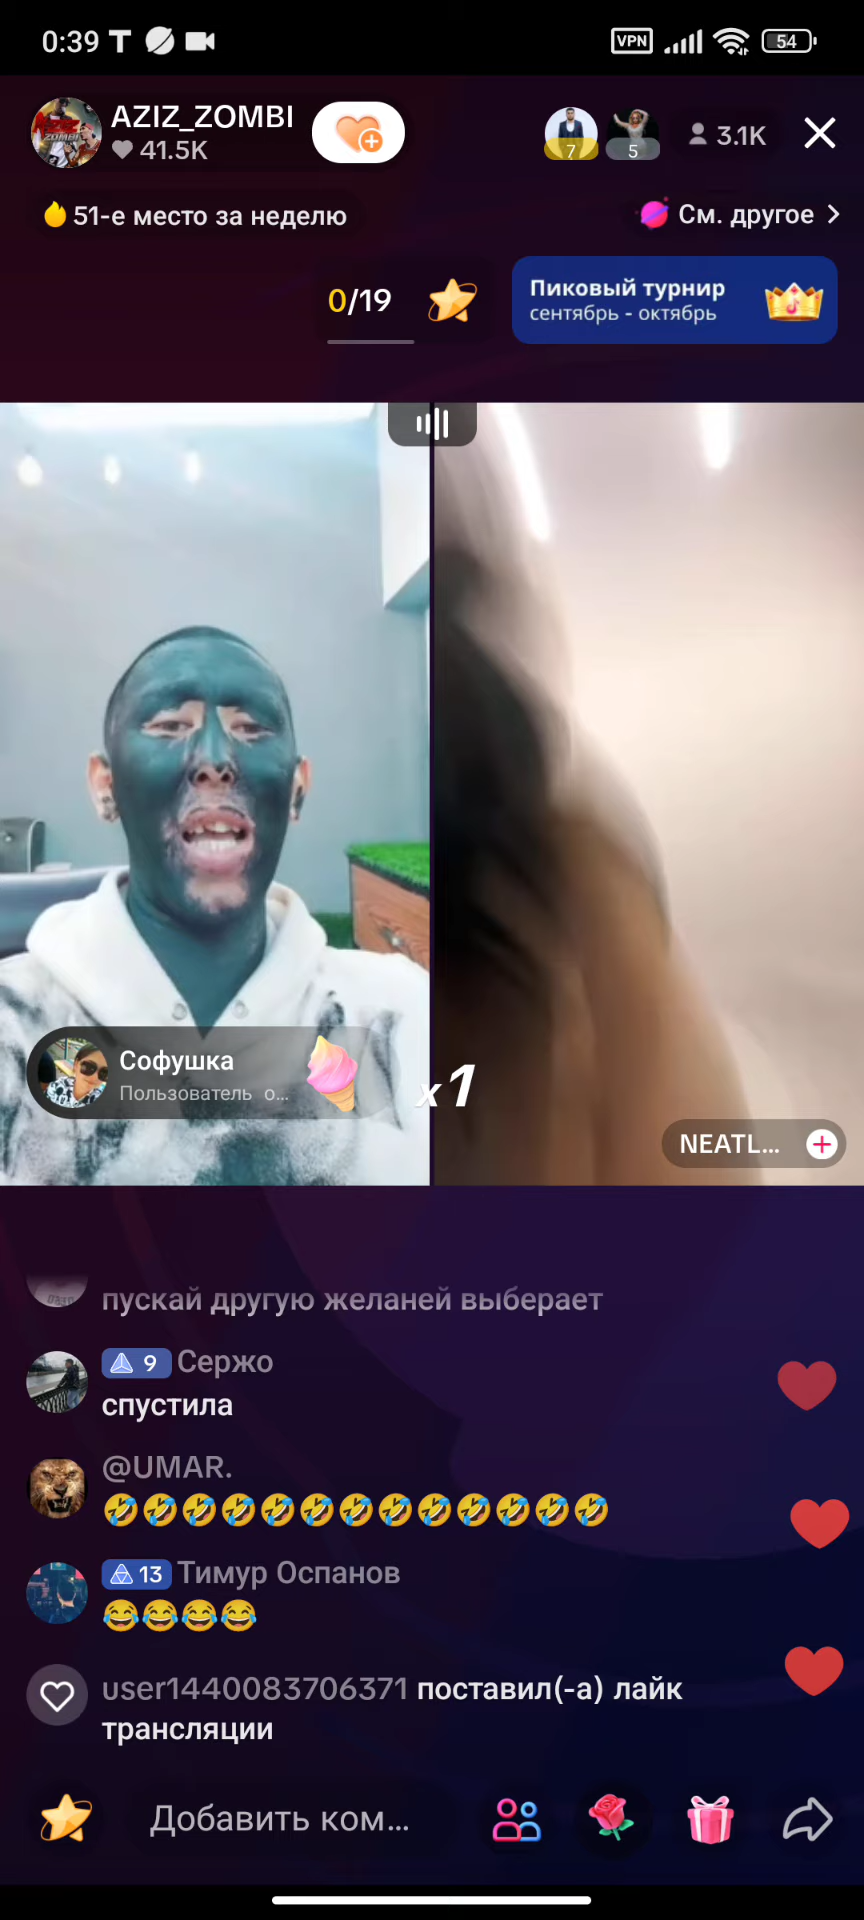 0:39
VPN
54
AZIZ_ZOMBI
41.5K
7
5
3.1K
51-е место за неделю
См. другое
0/19
Пиковый турнир
сентябрь - октябрь
Софушка
Пользователь о...
x1
NEATL...
пускай другую желаней выберает
9 Сержо
спустила
@UMAR.
🤣🤣🤣🤣🤣🤣🤣🤣🤣🤣🤣🤣🤣
13 Тимур Оспанов
😂😂😂😂
user1440083706371 поставил(-а) лайк
трансляции
Добавить ком...